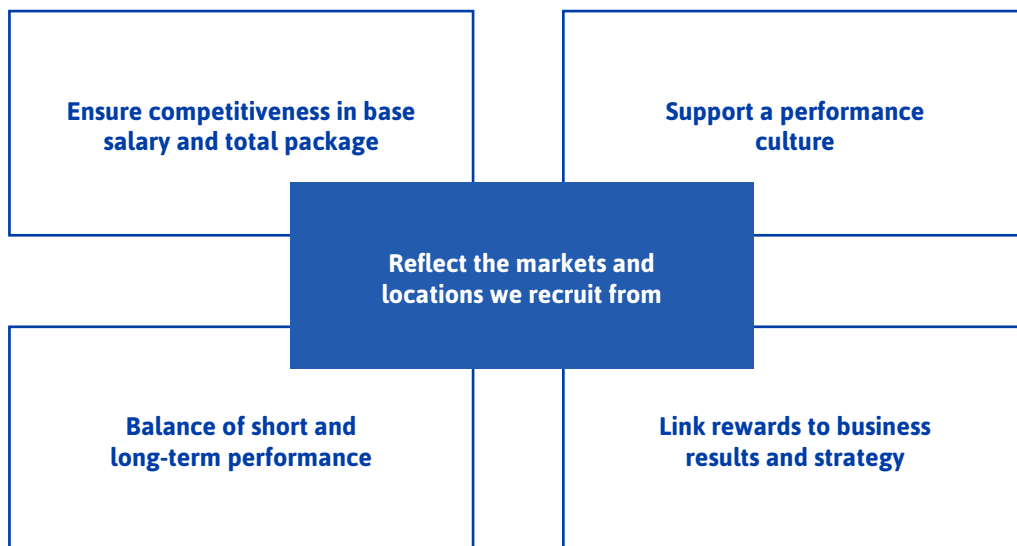 Ensure competitiveness in base
salary and total package
Support a performance
culture
Reflect the markets and
locations we recruit from
Balance of short and
long-term performance
Link rewards to business
results and strategy